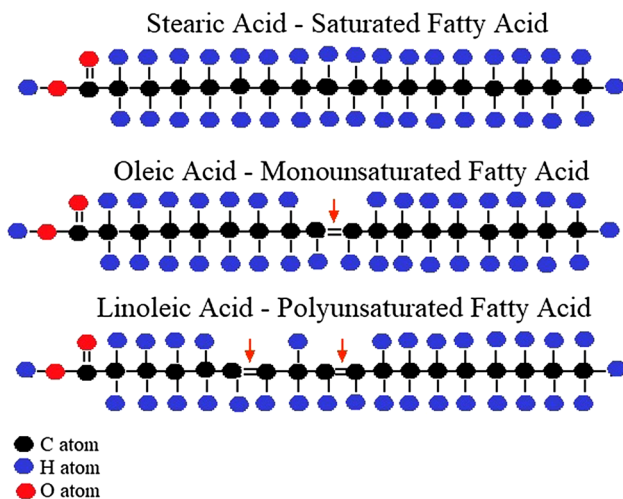 Stearic Acid - Saturated Fatty Acid
Oleic Acid - Monounsaturated Fatty Acid
Linoleic Acid - Polyunsaturated Fatty Acid
C atom
H atom
O atom